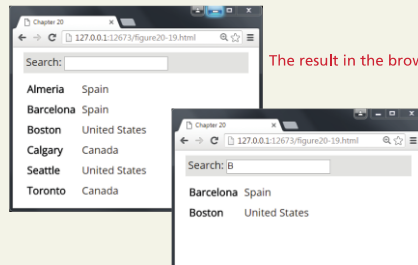 Chapter 20
127.0.0.1:12673/figure20-19.html
Search:
The result in the brow
Almeria Spain
Barcelona Spain
Boston United States
Calgary Canada
Seattle United States
Toronto Canada
Chapter 20
127.0.0.1:12673/figure20-19.html
Search: B
Barcelona Spain
Boston United States